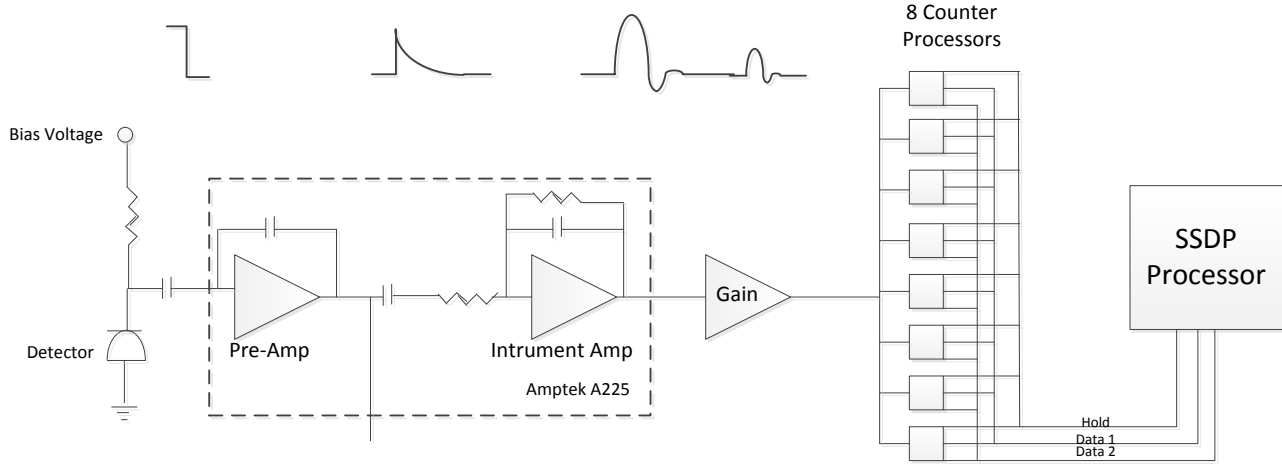 8 Counter
Processors
Bias Voltage
SSDP
Processor
Gain
Detector
Pre-Amp
Intrument Amp
Amptek A225
Hold
Data 1
Data 2